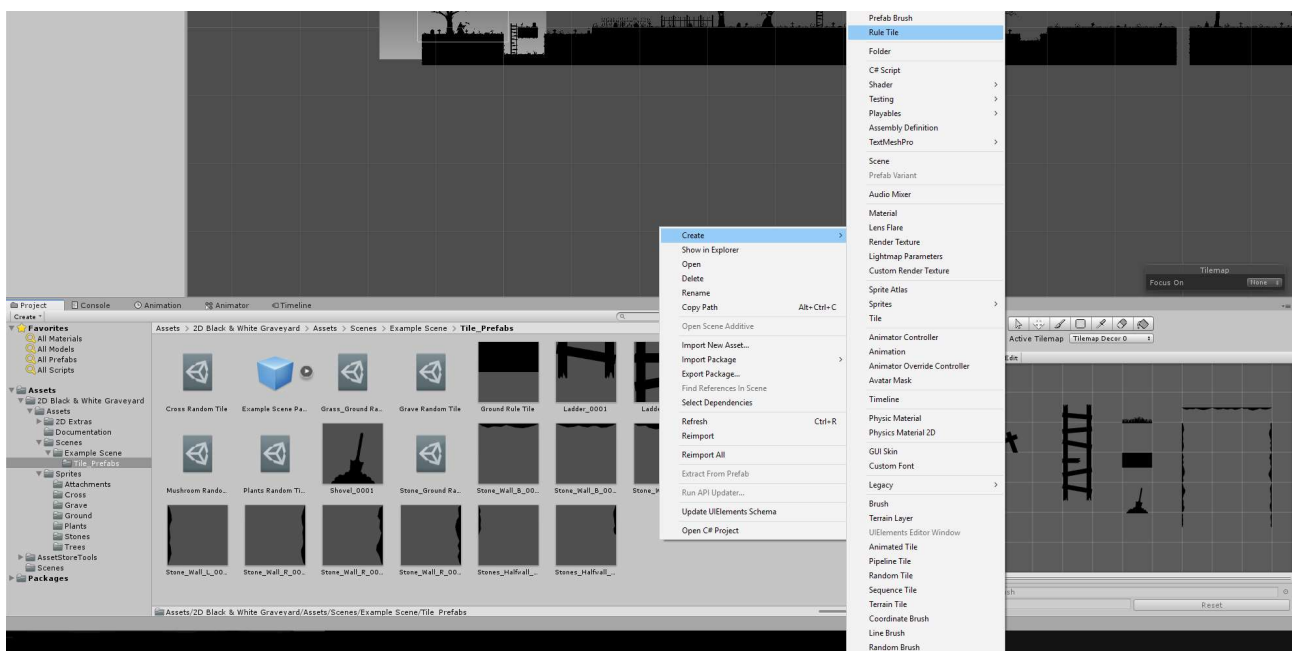 Prefab Brush
Rule Tile
Folder
C# Script
Shader
Testing
Playables
Assembly Definition
TextMeshPro
Scene
Prefab Variant
Audio Mixer
Material
Lens Flare
Render Texture
Lightmap Parameters
Custom Render Texture
Sprite Atlas
Sprites
Tile
Animator Controller
Animation
Animator Override Controller
Avatar Mask
Timeline
Physic Material
Physics Material 2D
GUI Skin
Custom Font
Legacy
Brush
Terrain Layer
UIElements Editor Window
Animated Tile
Pipeline Tile
Random Tile
Sequence Tile
Terrain Tile
Coordinate Brush
Line Brush
Random Brush
Create
Show in Explorer
Open
Delete
Rename
Copy Path Alt+Ctrl+C
Open Scene Additive
Import New Asset...
Import Package
Export Package...
Find References In Scene
Select Dependencies
Refresh Ctrl+R
Reimport
Reimport All
Extract From Prefab
Run API Updater...
Update UIElements Schema
Open C# Project
Tilemap
Focus On None
Project Console Animation Animator Timeline
Create
Favorites
All Materials
All Models
All Prefabs
All Scripts
Assets
2D Black & White Graveyard
Assets
2D Extras
Documentation
Scenes
Example Scene
Tile_Prefabs
Sprites
Attachments
Cross
Grave
Ground
Plants
Stones
Trees
AssetStoreTools
Scenes
Packages
Assets > 2D Black & White Graveyard > Assets > Scenes > Example Scene > Tile_Prefabs
Cross Random Tile Example Scene Pa... Grass_Ground Ra... Grave Random Tile Ground Rule Tile Ladder_0001
Mushroom Rando... Plants Random Ti... Shovel_0001 Stone_Ground Ra... Stone_Wall_B_00... Stone_Wall_B_00...
Stone_Wall_L_00... Stone_Wall_R_00... Stone_Wall_R_00... Stone_Wall_R_00... Stones_Halfwall_... Stones_Halfwall_...
Assets/2D Black & White Graveyard/Assets/Scenes/Example Scene/Tile_Prefabs
Active Tilemap Tilemap Decor 0
Edit
Reset